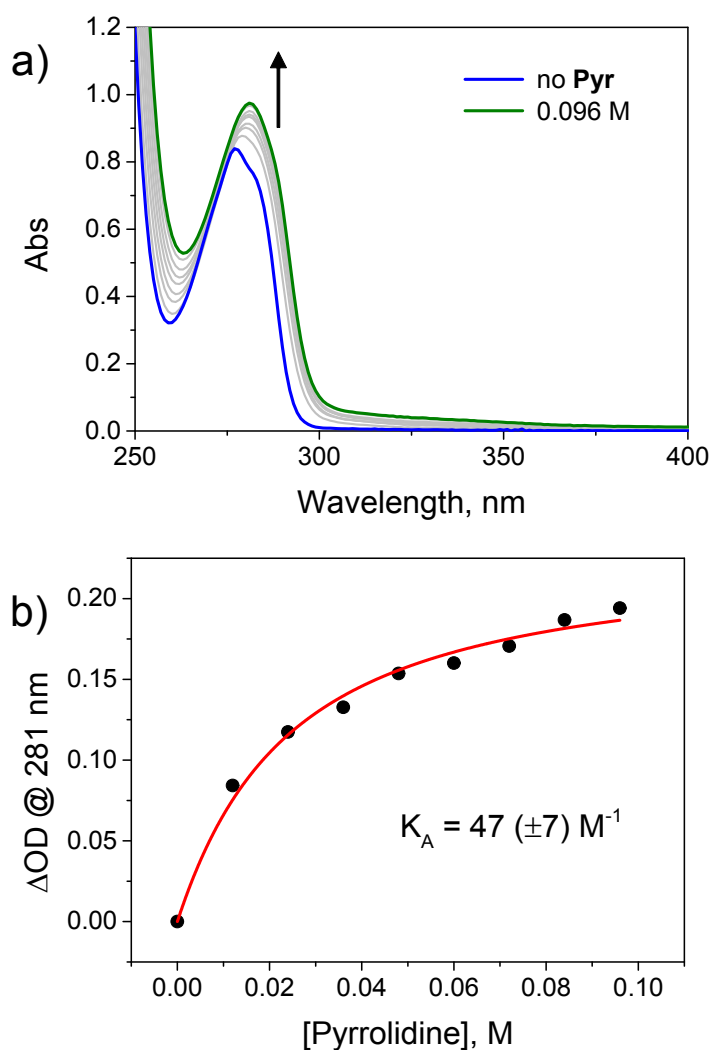 a)
1.2
1.0
0.8
0.6
0.4
0.2
0.0
Abs
no Pyr
0.096 M
250
300
350
400
Wavelength, nm
b)
0.20
0.15
0.10
0.05
0.00
ΔOD @ 281 nm
K_A = 47 (±7) M^-1
0.00
0.02
0.04
0.06
0.08
0.10
[Pyrrolidine], M